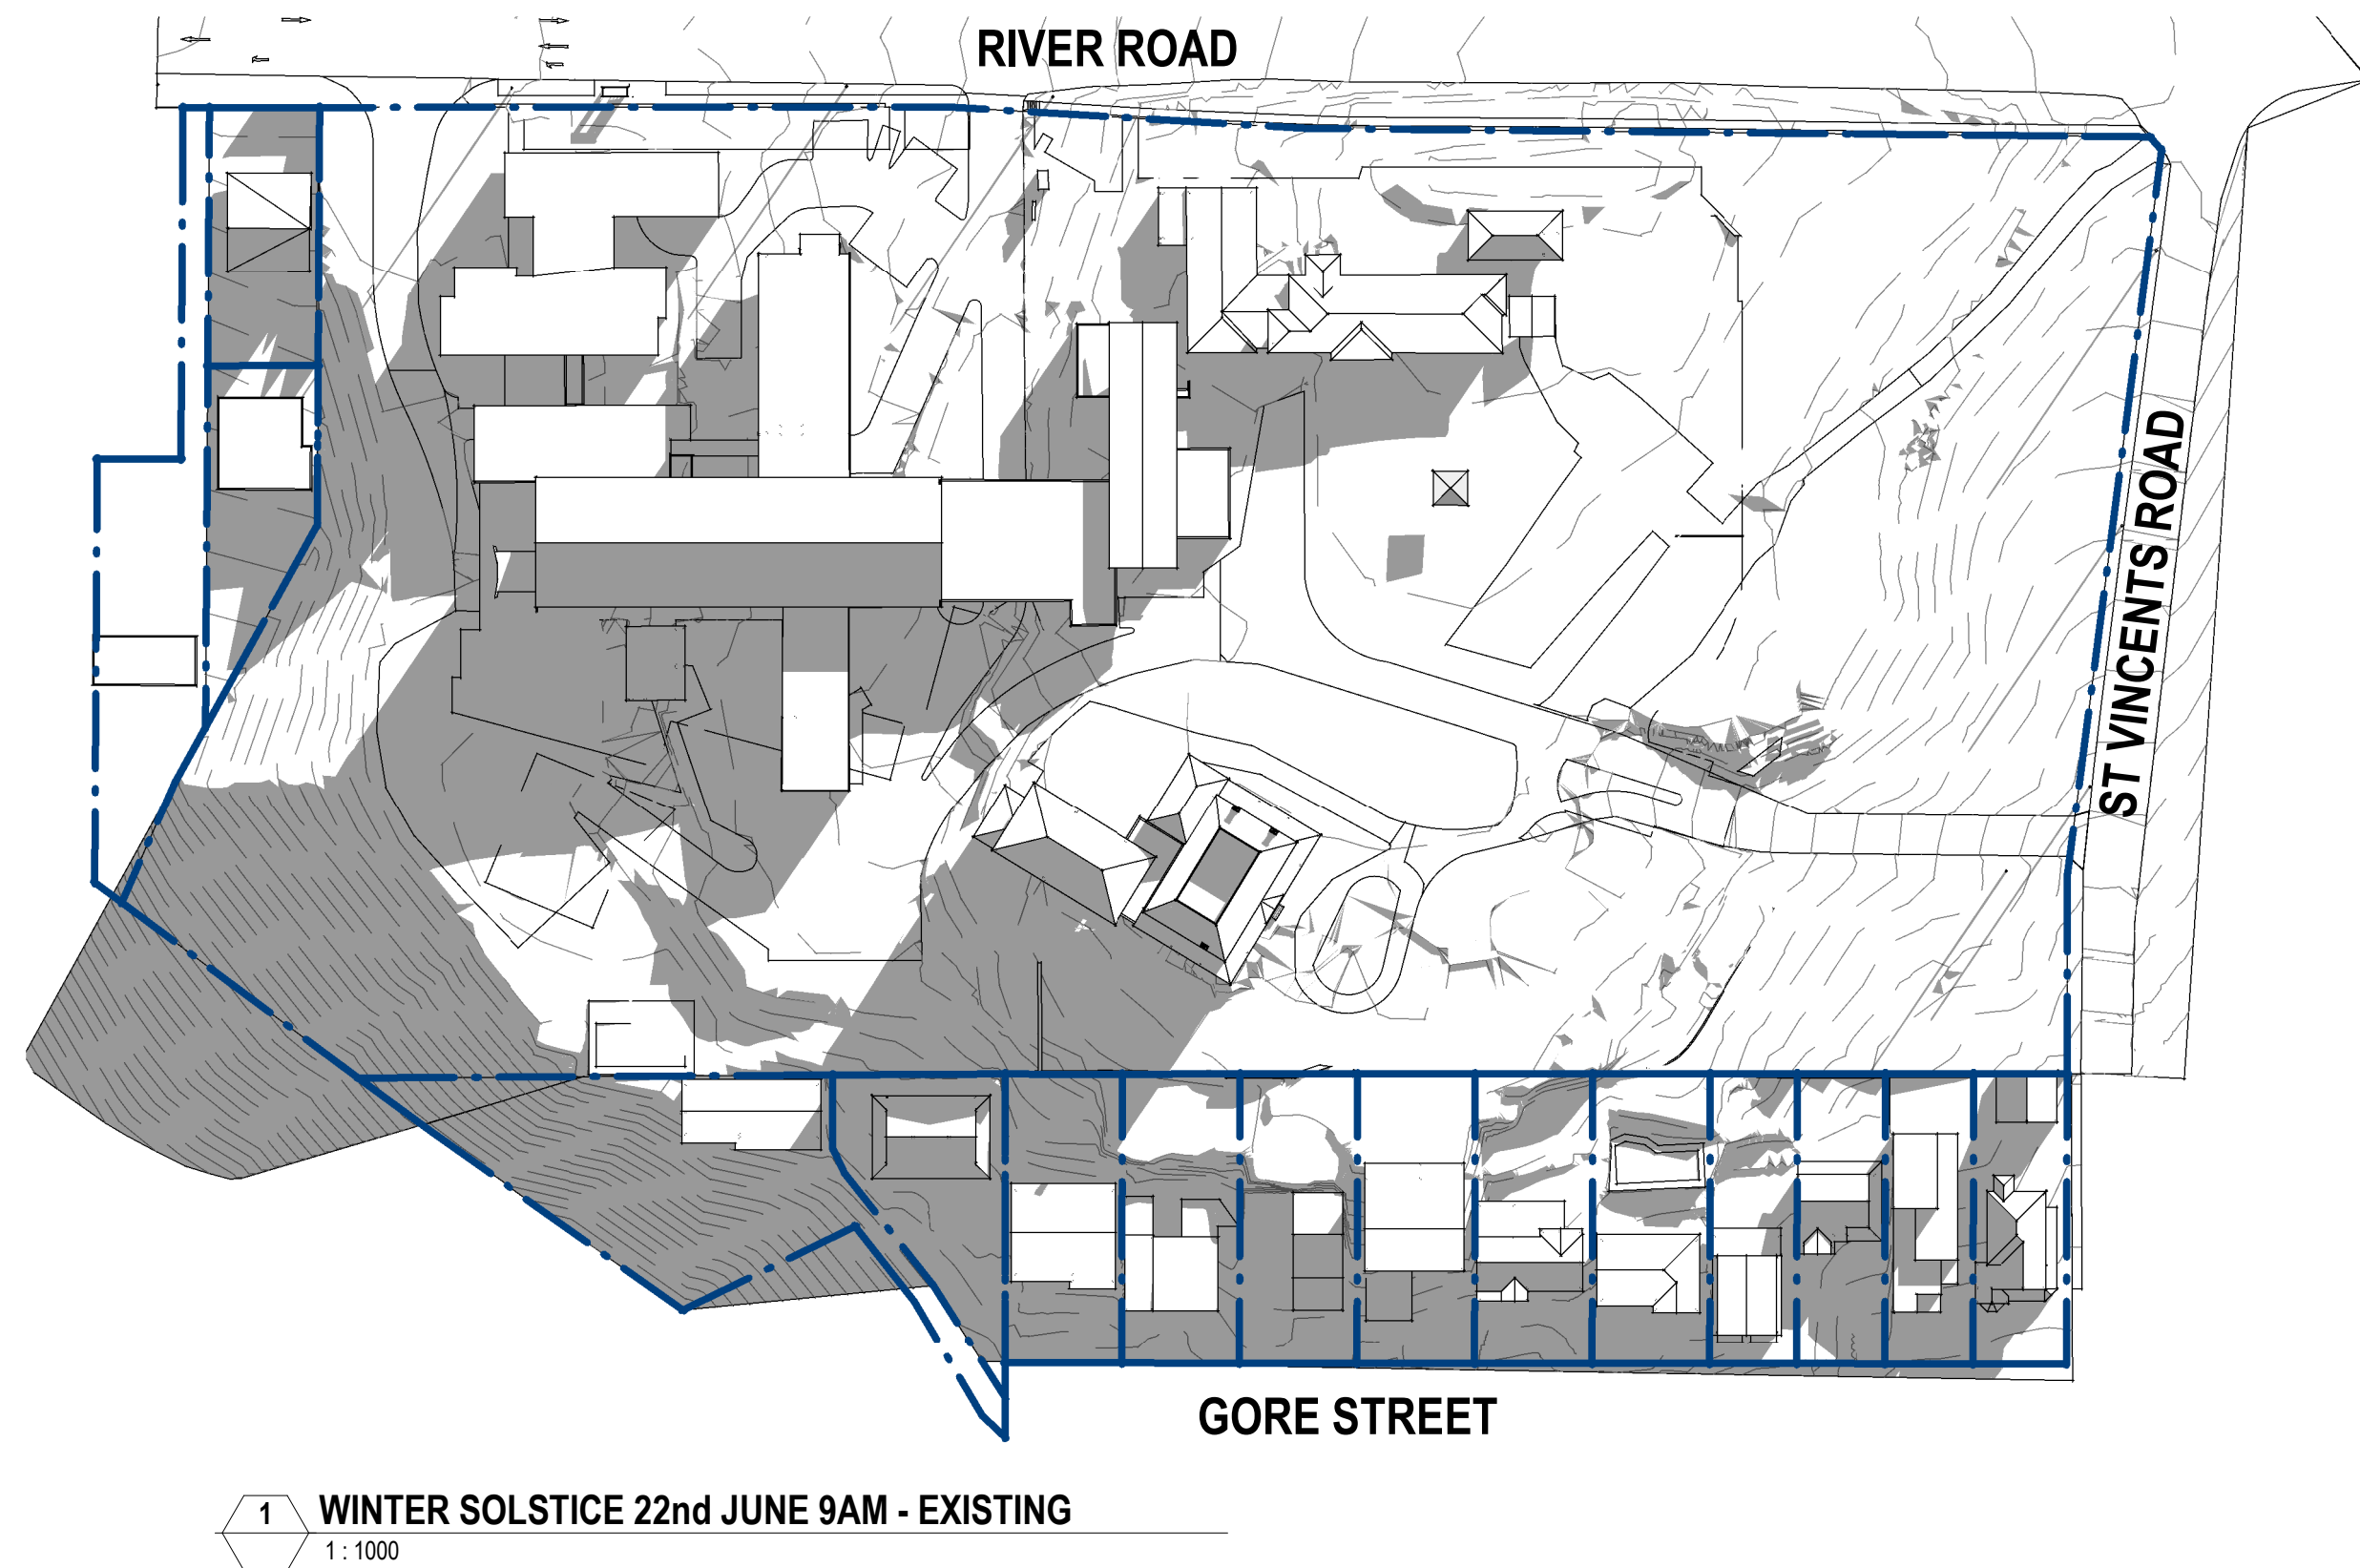 RIVER ROAD
ST VINCENTS ROAD
GORE STREET
1
WINTER SOLSTICE 22nd JUNE 9AM - EXISTING
1 : 1000